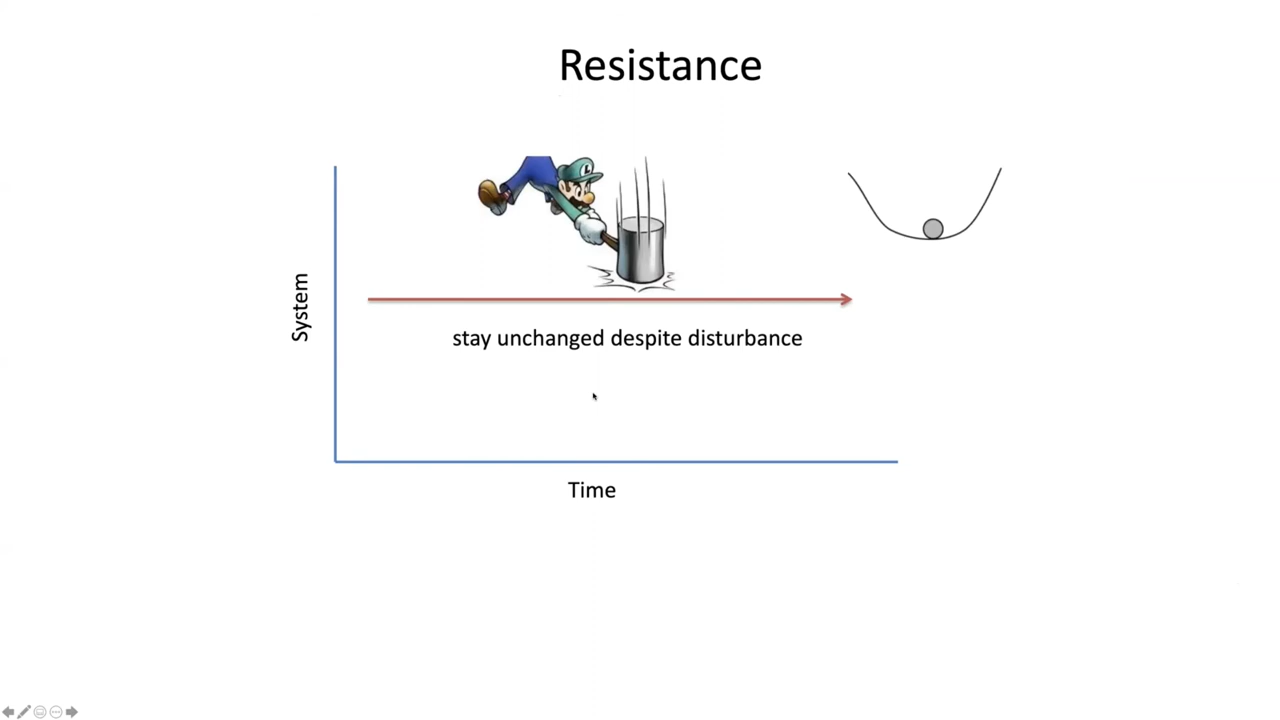 Resistance
L
System
stay unchanged despite disturbance
Time